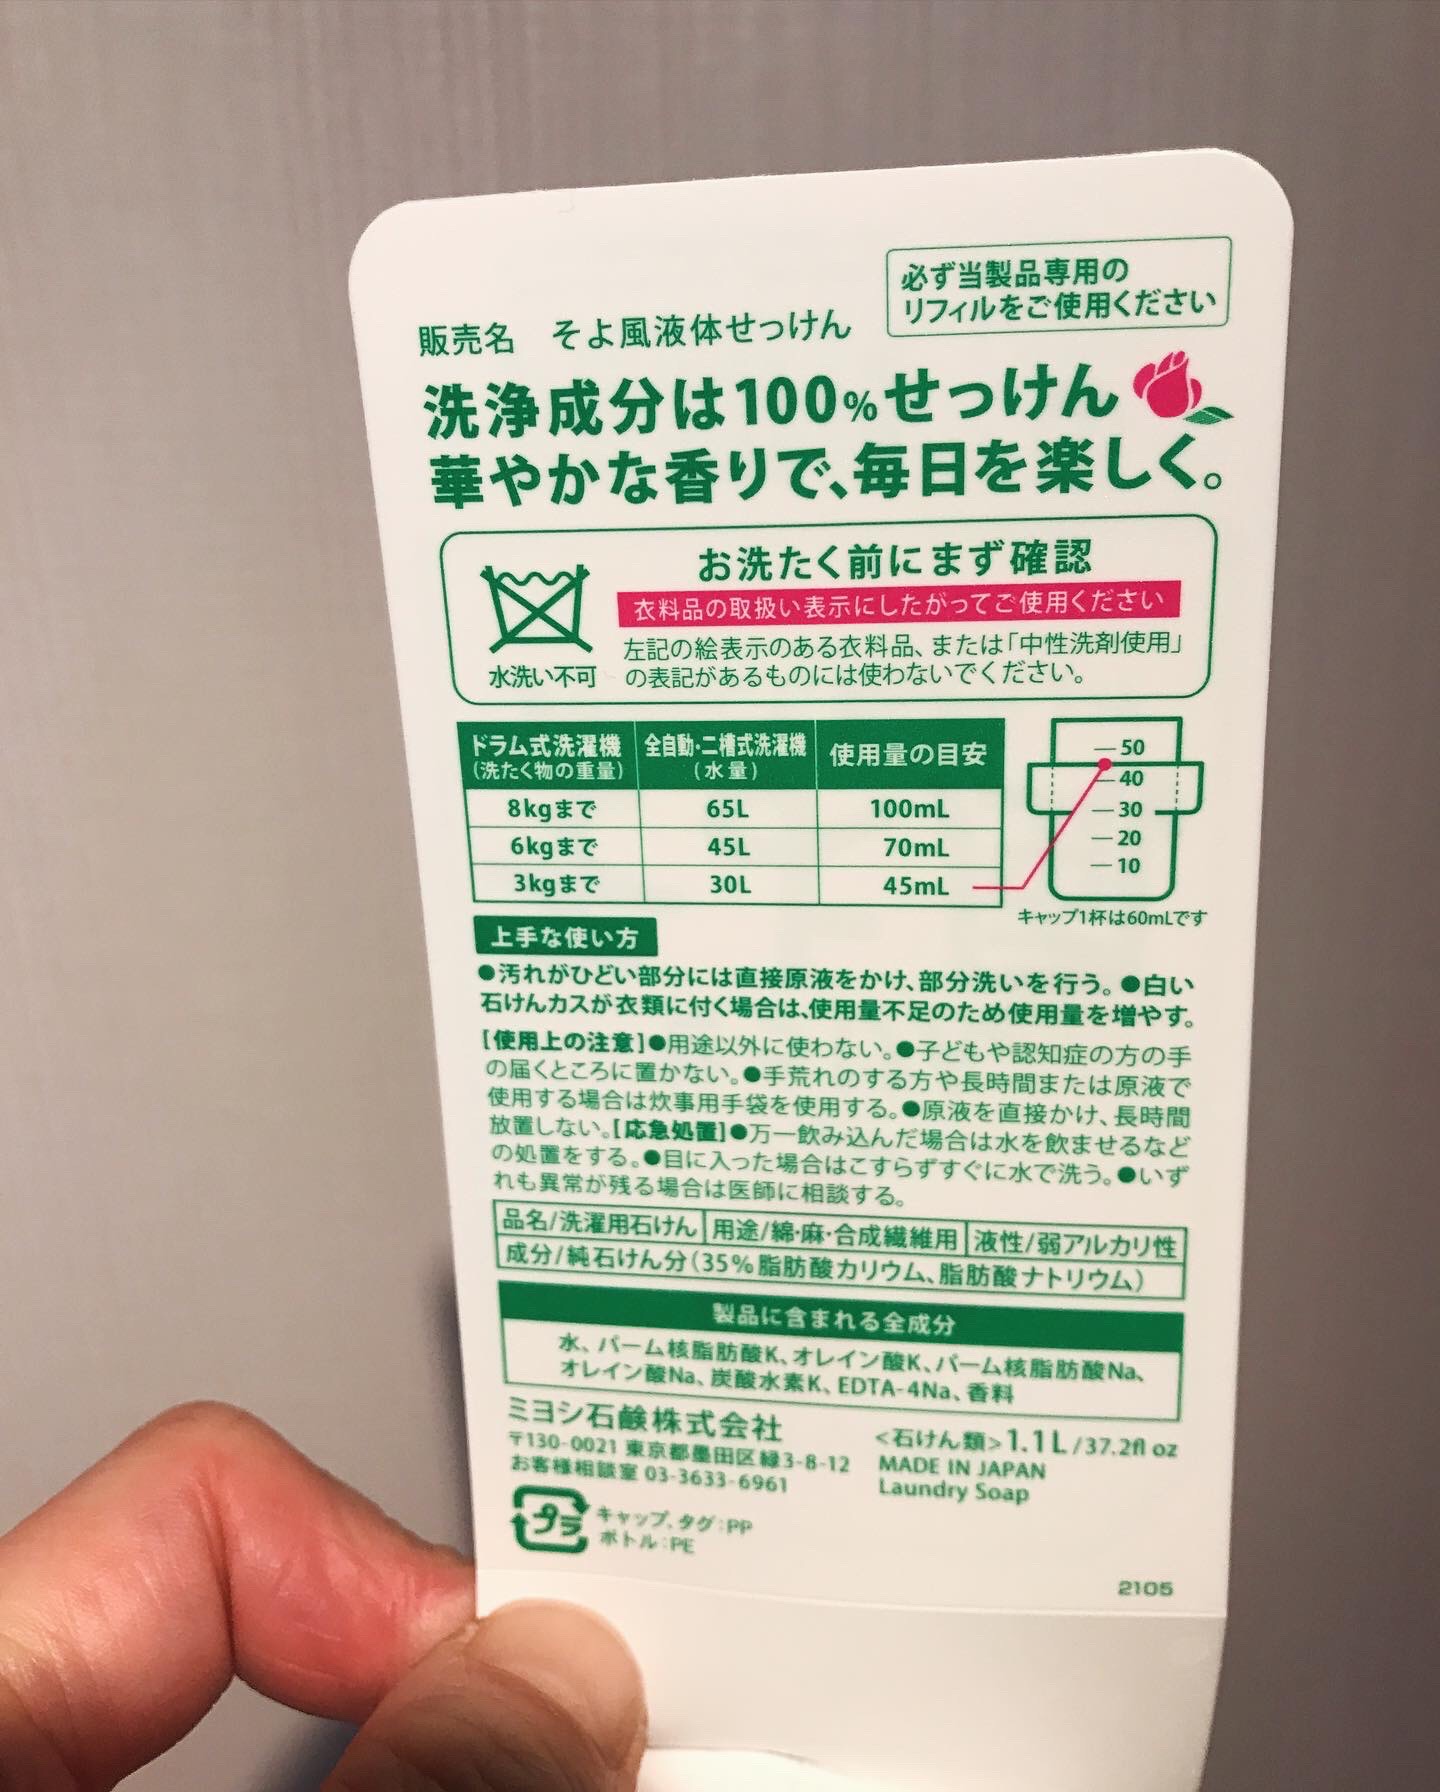 必ず当製品専用の
リフィルをご使用ください
販売名 そよ風液体せっけん
洗浄成分は100%せっけん
華やかな香りで、毎日を楽しく。
お洗たく前にまず確認
衣料品の取扱い表示にしたがってご使用ください
左記の絵表示のある衣料品、または「中性洗剤使用」
の表記があるものには使わないでください。
水洗い不可
ドラム式洗濯機 全自動・二槽式洗濯機 使用量の目安
(洗たく物の重量) (水量)
8kgまで 65L 100mL
6kgまで 45L 70mL
3kgまで 30L 45mL
50
40
30
20
10
キャップ1杯は60mLです
上手な使い方
●汚れがひどい部分には直接原液をかけ、部分洗いを行う。●白い
石けんカスが衣類に付く場合は、使用量不足のため使用量を増やす。
[使用上の注意]●用途以外に使わない。●子どもや認知症の方の手
の届くところに置かない。●手荒れのする方や長時間または原液で
使用する場合は炊事用手袋を使用する。●原液を直接かけ、長時間
放置しない。[応急処置]●万一飲み込んだ場合は水を飲ませるなど
の処置をする。●目に入った場合はこすらずすぐに水で洗う。●いず
れも異常が残る場合は医師に相談する。
品名/洗濯用石けん 用途/綿・麻・合成繊維用 液性/弱アルカリ性
成分/純石けん分(35%脂肪酸カリウム、脂肪酸ナトリウム)
製品に含まれる全成分
水、パーム核脂肪酸K、オレイン酸K、パーム核脂肪酸Na、
オレイン酸Na、炭酸水素K、EDTA-4Na、香料
ミヨシ石鹸株式会社
〒130-0021 東京都墨田区緑3-8-12
お客様相談室 03-3633-6961
<石けん類>1.1L/37.2fl oz
MADE IN JAPAN
Laundry Soap
プラ
キャップ、タグ:PP
ボトル:PE
2105